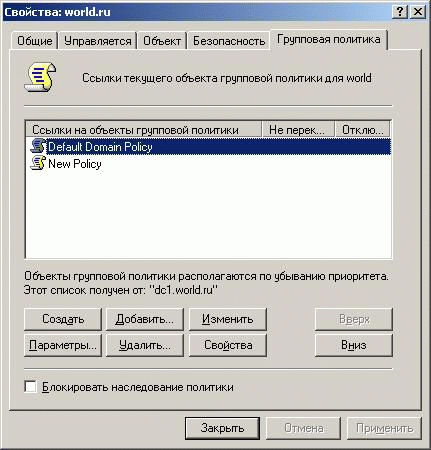 Свойства: world.ru
Общие Управляется Объект Безопасность Групповая политика
Ссылки текущего объекта групповой политики для world
Ссылки на объекты групповой политики Не перек... Отклю...
Default Domain Policy
New Policy
Объекты групповой политики располагаются по убыванию приоритета.
Этот список получен от: "dc1.world.ru"
Создать Добавить... Изменить Вверх
Параметры... Удалить... Свойства Вниз
Блокировать наследование политики
Закрыть Отмена Применить